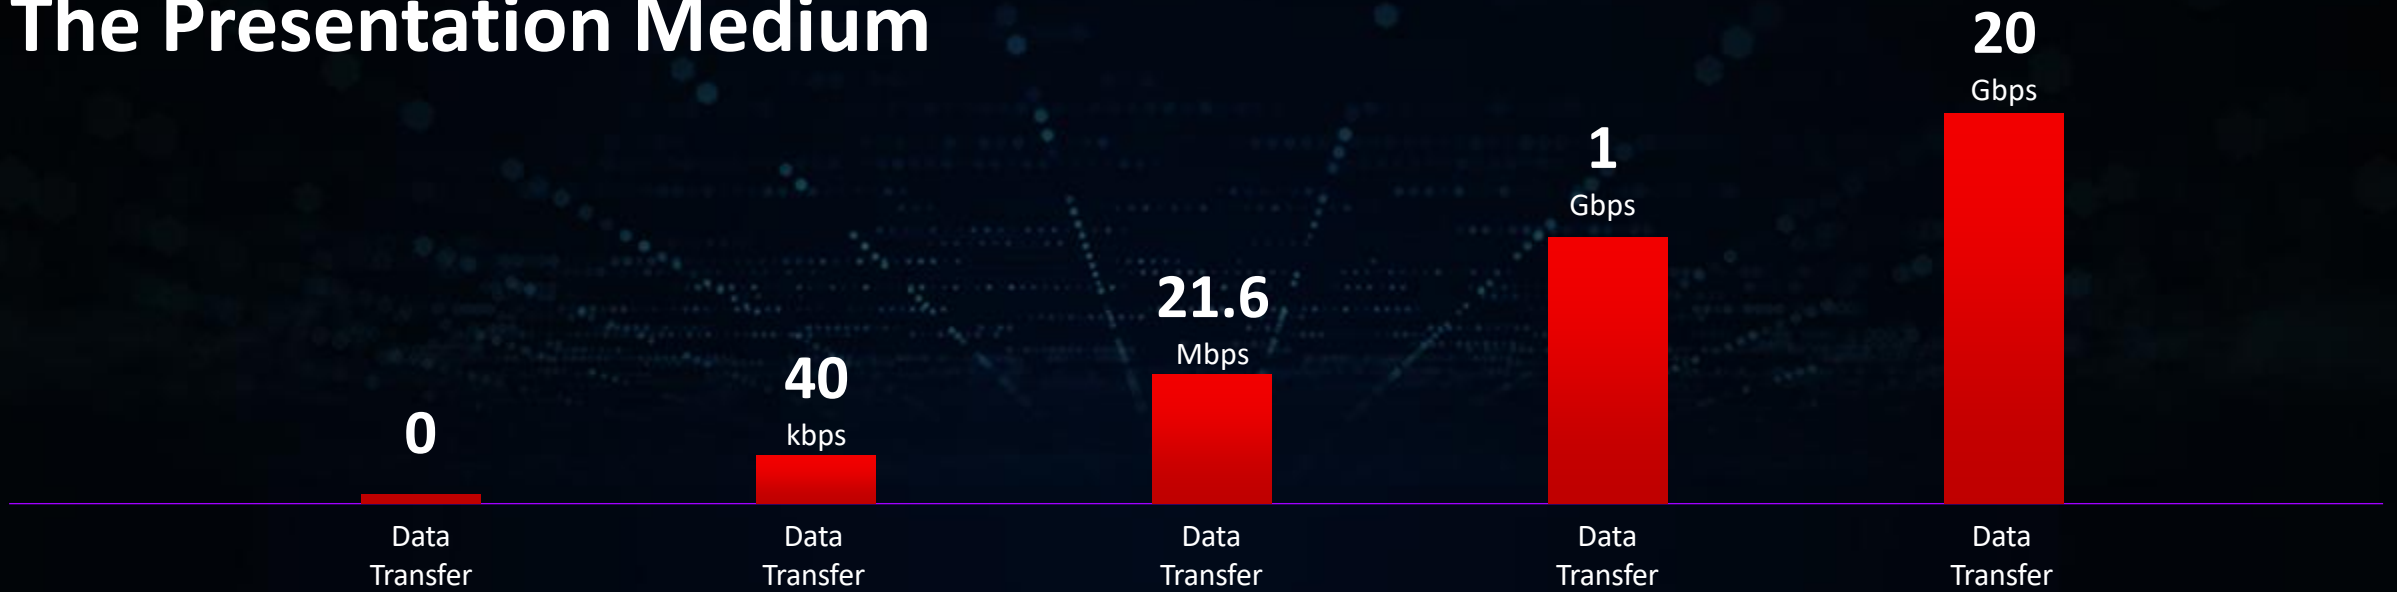 The Presentation Medium
0
40
kbps
21.6
Mbps
1
Gbps
20
Gbps
Data
Transfer
Data
Transfer
Data
Transfer
Data
Transfer
Data
Transfer